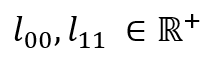 l₀₀, l₁₁ ∈ ℝ⁺